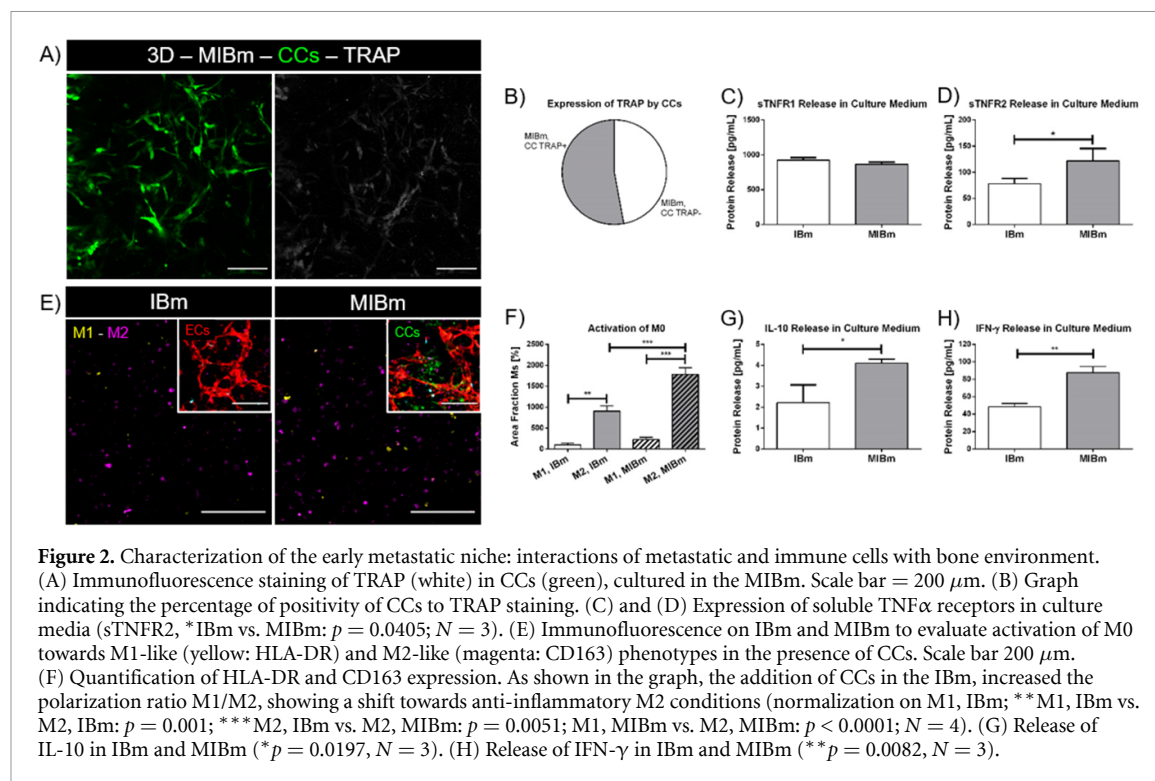 A)
3D – MIBm – CCs – TRAP
B)
Expression of TRAP by CCs
MIBm,
CC TRAP+
MIBm,
CC TRAP-
C)
sTNFR1 Release in Culture Medium
Protein Release [pg/mL]
1500
1000
500
0
IBm
MIBm
D)
sTNFR2 Release in Culture Medium
Protein Release [pg/mL]
200
150
100
50
0
*
IBm
MIBm
E)
IBm
MIBm
M1 - M2
ECs
CCs
F)
Activation of M0
Area Fraction Ms [%]
2500
2000
1500
1000
500
0
**
***
***
M1, IBm
M2, IBm
M1, MIBm
M2, MIBm
G)
IL-10 Release in Culture Medium
Protein Release [pg/mL]
5
4
3
2
1
0
*
IBm
MIBm
H)
IFN-γ Release in Culture Medium
Protein Release [pg/mL]
120
100
80
60
40
20
0
**
IBm
MIBm
Figure 2. Characterization of the early metastatic niche: interactions of metastatic and immune cells with bone environment.
(A) Immunofluorescence staining of TRAP (white) in CCs (green), cultured in the MIBm. Scale bar = 200 μm. (B) Graph
indicating the percentage of positivity of CCs to TRAP staining. (C) and (D) Expression of soluble TNFα receptors in culture
media (sTNFR2, *IBm vs. MIBm: p = 0.0405; N = 3). (E) Immunofluorescence on IBm and MIBm to evaluate activation of M0
towards M1-like (yellow: HLA-DR) and M2-like (magenta: CD163) phenotypes in the presence of CCs. Scale bar 200 μm.
(F) Quantification of HLA-DR and CD163 expression. As shown in the graph, the addition of CCs in the IBm, increased the
polarization ratio M1/M2, showing a shift towards anti-inflammatory M2 conditions (normalization on M1, IBm; **M1, IBm vs.
M2, IBm: p = 0.001; ***M2, IBm vs. M2, MIBm: p = 0.0051; M1, MIBm vs. M2, MIBm: p < 0.0001; N = 4). (G) Release of
IL-10 in IBm and MIBm (*p = 0.0197, N = 3). (H) Release of IFN-γ in IBm and MIBm (**p = 0.0082, N = 3).